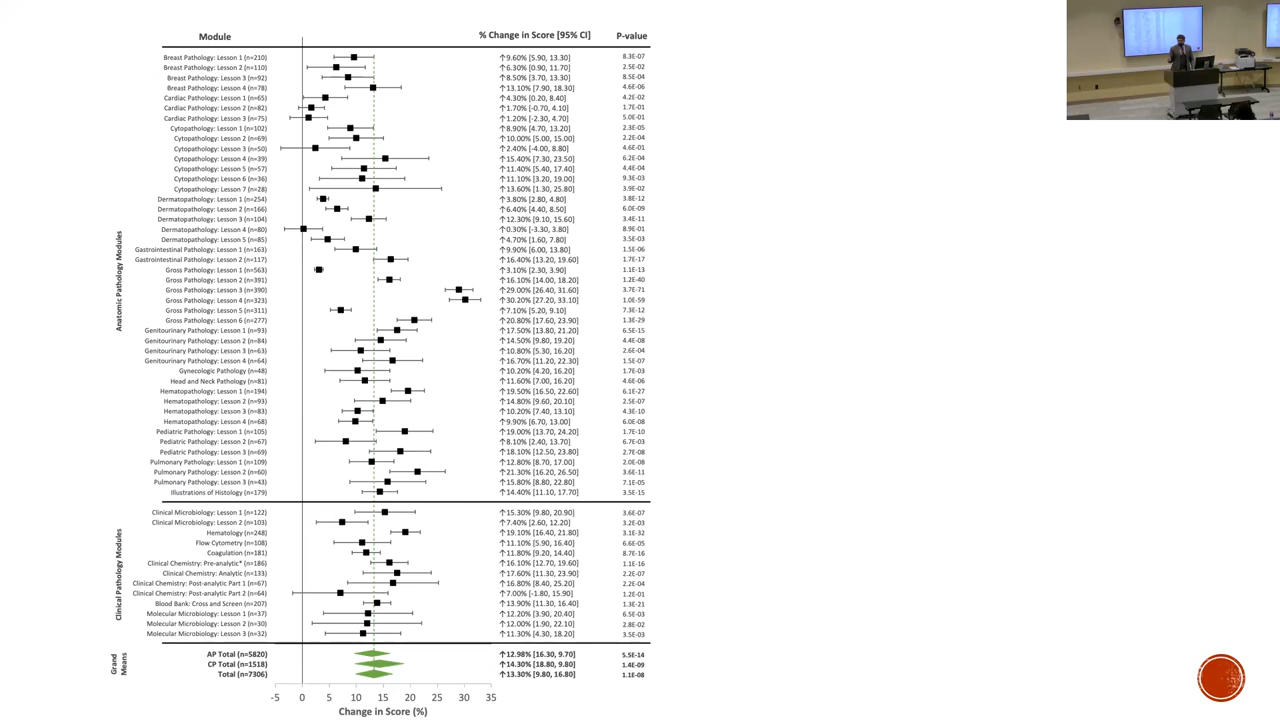 Module % Change in Score [95% CI] P-value
Anatomic Pathology Modules
Breast Pathology: Lesson 1 (n=210) ↑9.60% [5.90, 13.30] 8.3E-07
Breast Pathology: Lesson 2 (n=110) ↑6.30% [0.90, 11.70] 2.5E-02
Breast Pathology: Lesson 3 (n=92) ↑8.50% [3.70, 13.30] 8.5E-04
Breast Pathology: Lesson 4 (n=78) ↑13.10% [7.90, 18.30] 4.6E-06
Cardiac Pathology: Lesson 1 (n=65) ↑4.30% [0.20, 8.40] 4.2E-02
Cardiac Pathology: Lesson 2 (n=82) ↑1.70% [-0.70, 4.10] 1.7E-01
Cardiac Pathology: Lesson 3 (n=75) ↑1.20% [-2.30, 4.70] 5.0E-01
Cytopathology: Lesson 1 (n=102) ↑8.90% [4.70, 13.20] 2.3E-05
Cytopathology: Lesson 2 (n=69) ↑10.00% [5.00, 15.00] 2.2E-04
Cytopathology: Lesson 3 (n=50) ↑2.40% [-4.00, 8.80] 4.6E-01
Cytopathology: Lesson 4 (n=39) ↑15.40% [7.30, 23.50] 6.2E-04
Cytopathology: Lesson 5 (n=57) ↑11.40% [5.40, 17.40] 4.4E-04
Cytopathology: Lesson 6 (n=36) ↑11.10% [3.20, 19.00] 9.3E-03
Cytopathology: Lesson 7 (n=28) ↑13.60% [1.30, 25.80] 3.9E-02
Dermatopathology: Lesson 1 (n=254) ↑3.80% [2.80, 4.80] 3.8E-12
Dermatopathology: Lesson 2 (n=166) ↑6.40% [4.40, 8.50] 6.0E-09
Dermatopathology: Lesson 3 (n=104) ↑12.30% [9.10, 15.60] 3.4E-11
Dermatopathology: Lesson 4 (n=80) ↑0.30% [-3.30, 3.80] 8.9E-01
Dermatopathology: Lesson 5 (n=85) ↑4.70% [1.60, 7.80] 3.5E-03
Gastrointestinal Pathology: Lesson 1 (n=163) ↑9.90% [6.00, 13.80] 1.5E-06
Gastrointestinal Pathology: Lesson 2 (n=117) ↑16.40% [13.20, 19.60] 1.7E-17
Gross Pathology: Lesson 1 (n=563) ↑3.10% [2.30, 3.90] 1.1E-13
Gross Pathology: Lesson 2 (n=391) ↑16.10% [14.00, 18.20] 1.2E-40
Gross Pathology: Lesson 3 (n=390) ↑29.00% [26.40, 31.60] 3.7E-71
Gross Pathology: Lesson 4 (n=323) ↑30.20% [27.20, 33.10] 1.0E-59
Gross Pathology: Lesson 5 (n=311) ↑7.10% [5.20, 9.10] 7.3E-12
Gross Pathology: Lesson 6 (n=277) ↑20.80% [17.60, 23.90] 1.3E-29
Genitourinary Pathology: Lesson 1 (n=93) ↑17.50% [13.80, 21.20] 6.5E-15
Genitourinary Pathology: Lesson 2 (n=84) ↑14.50% [9.80, 19.20] 4.4E-08
Genitourinary Pathology: Lesson 3 (n=63) ↑10.80% [5.30, 16.20] 2.6E-04
Genitourinary Pathology: Lesson 4 (n=64) ↑16.70% [11.20, 22.30] 1.5E-07
Gynecologic Pathology (n=48) ↑10.20% [4.20, 16.20] 1.7E-03
Head and Neck Pathology (n=81) ↑11.60% [7.00, 16.20] 4.6E-06
Hematopathology: Lesson 1 (n=194) ↑19.50% [16.50, 22.60] 6.1E-27
Hematopathology: Lesson 2 (n=93) ↑14.80% [9.60, 20.10] 2.5E-07
Hematopathology: Lesson 3 (n=83) ↑10.20% [7.40, 13.10] 4.3E-10
Hematopathology: Lesson 4 (n=68) ↑9.90% [6.70, 13.00] 6.0E-08
Pediatric Pathology: Lesson 1 (n=105) ↑19.00% [13.70, 24.20] 1.7E-10
Pediatric Pathology: Lesson 2 (n=67) ↑8.10% [2.40, 13.70] 6.7E-03
Pediatric Pathology: Lesson 3 (n=69) ↑18.10% [12.50, 23.80] 2.7E-08
Pulmonary Pathology: Lesson 1 (n=109) ↑12.80% [8.70, 17.00] 2.0E-08
Pulmonary Pathology: Lesson 2 (n=60) ↑21.30% [16.20, 26.50] 3.6E-11
Pulmonary Pathology: Lesson 3 (n=43) ↑15.80% [8.80, 22.80] 7.1E-05
Illustrations of Histology (n=179) ↑14.40% [11.10, 17.70] 3.5E-15
Clinical Pathology Modules
Clinical Microbiology: Lesson 1 (n=122) ↑15.30% [9.80, 20.90] 3.6E-07
Clinical Microbiology: Lesson 2 (n=103) ↑7.40% [2.60, 12.20] 3.2E-03
Hematology (n=248) ↑19.10% [16.40, 21.80] 3.1E-32
Flow Cytometry (n=108) ↑11.10% [5.90, 16.40] 6.6E-05
Coagulation (n=181) ↑11.80% [9.20, 14.40] 8.7E-16
Clinical Chemistry: Pre-analytic* (n=186) ↑16.10% [12.70, 19.60] 1.1E-16
Clinical Chemistry: Analytic (n=133) ↑17.60% [11.30, 23.90] 2.2E-07
Clinical Chemistry: Post-analytic Part 1 (n=67) ↑16.80% [8.40, 25.20] 2.2E-04
Clinical Chemistry: Post-analytic Part 2 (n=64) ↑7.00% [-1.80, 15.90] 1.2E-01
Blood Bank: Cross and Screen (n=207) ↑13.90% [11.30, 16.40] 1.3E-21
Molecular Microbiology: Lesson 1 (n=37) ↑12.20% [3.90, 20.40] 6.5E-03
Molecular Microbiology: Lesson 2 (n=30) ↑12.00% [1.90, 22.10] 2.8E-02
Molecular Microbiology: Lesson 3 (n=32) ↑11.30% [4.30, 18.20] 3.5E-03
Grand Means
AP Total (n=5820) ↑12.98% [16.30, 9.70] 5.5E-14
CP Total (n=1518) ↑14.30% [18.80, 9.80] 1.4E-09
Total (n=7306) ↑13.30% [9.80, 16.80] 1.1E-08
-5 0 5 10 15 20 25 30 35
Change in Score (%)